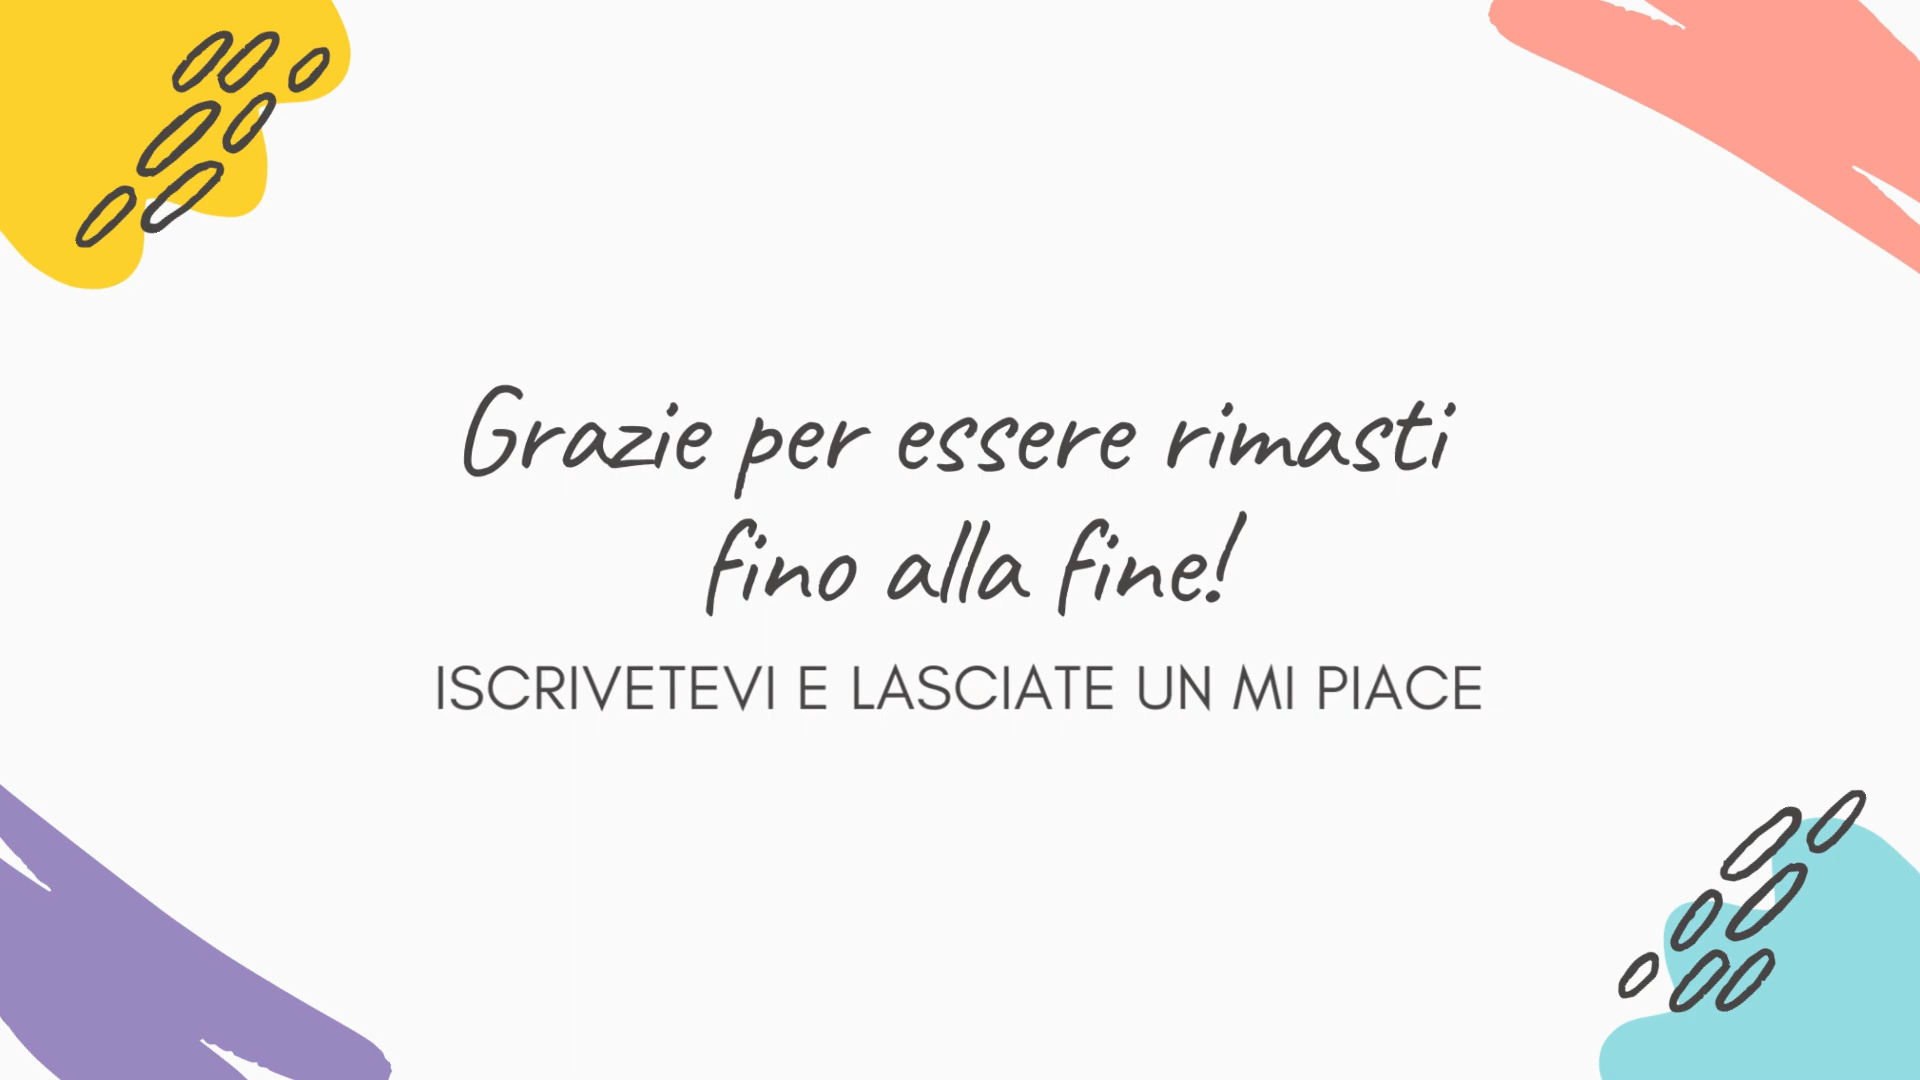 Grazie per essere rimasti
fino alla fine!
ISCRIVETEVI E LASCIATE UN MI PIACE